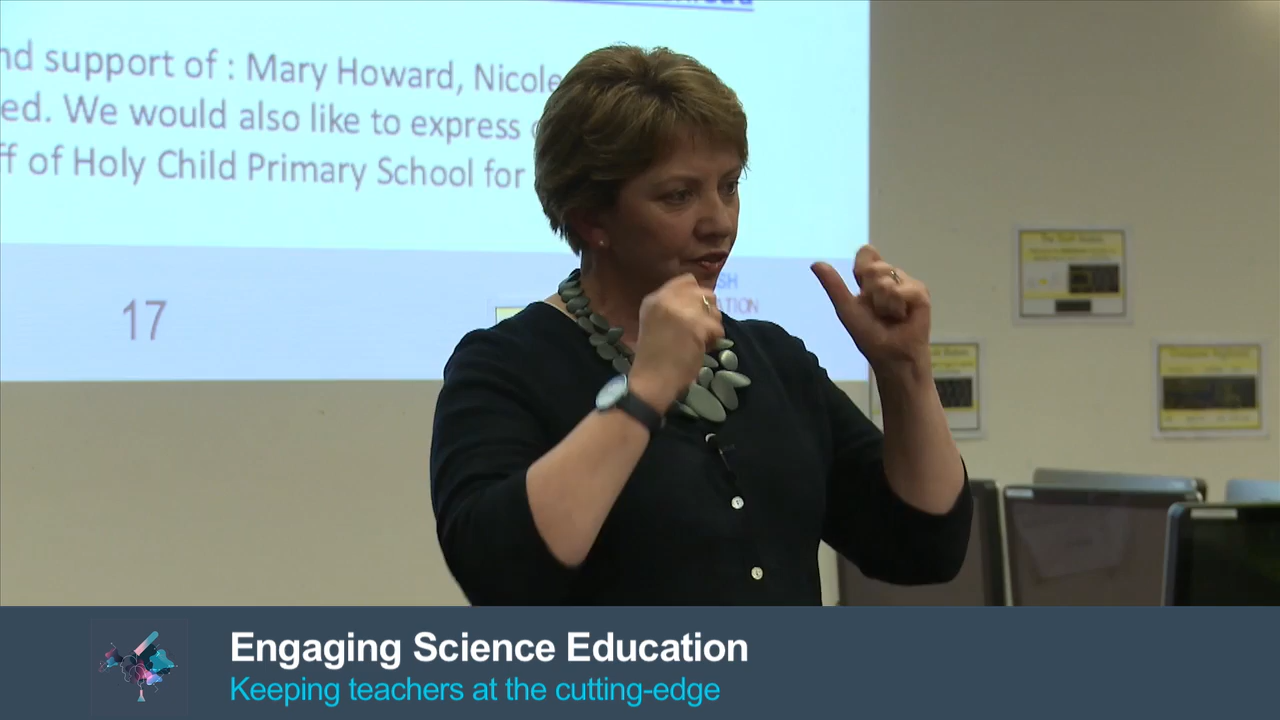 nd support of : Mary Howard, Nicole
ed. We would also like to express
ff of Holy Child Primary School for
17
Engaging Science Education
Keeping teachers at the cutting-edge